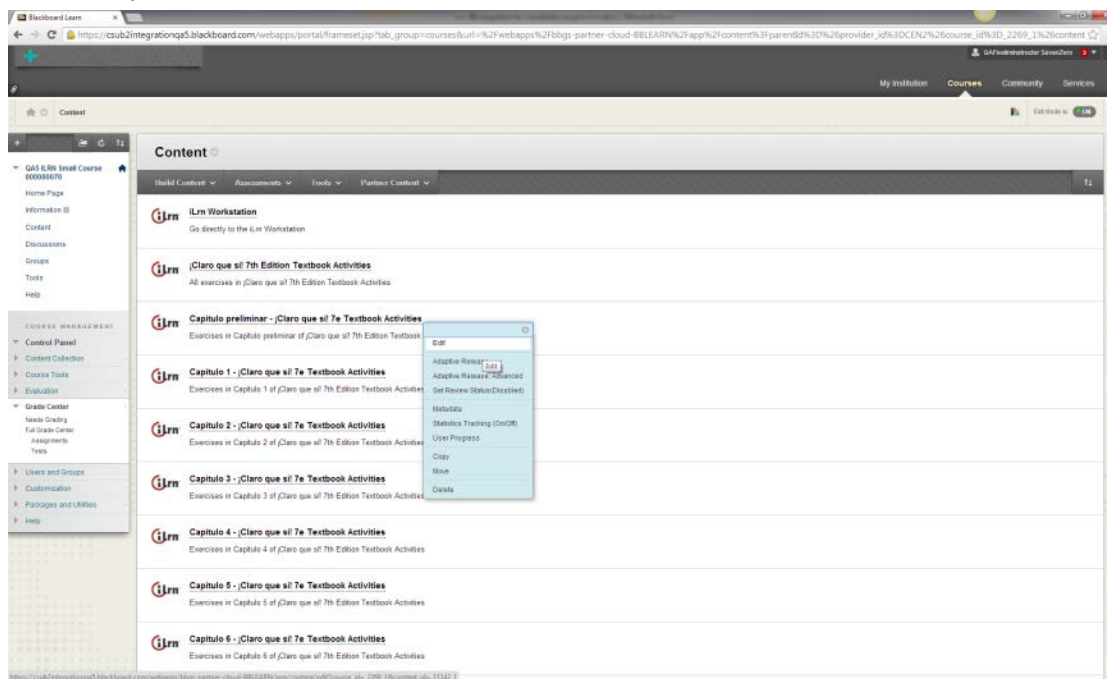 Blackboard Learn
https://csub2integrationqa5.blackboard.com/webapps/portal/frameset.jsp?tab_group=courses&url=%2Fwebapps%2Fbbgs-partner-cloud-BBLEARN%2Fapp%2Fcontent%3FparentId%3D%26provider_id%3DCEN2%26course_id%3D_2269_1%26content
My Institution Courses Community Services
Content
Edit Mode is: ON
QA5 iLRN Small Course 000000070
Home Page
Information
Content
Discussions
Groups
Tools
Help
COURSE MANAGEMENT
Control Panel
Content Collection
Course Tools
Evaluation
Grade Center
Needs Grading
Full Grade Center
Assignments
Tests
Users and Groups
Customization
Packages and Utilities
Help
Content
Build Content Assessments Tools Partner Content
iLrn iLrn Workstation
Go directly to the iLrn Workstation
iLrn ¡Claro que sí! 7th Edition Textbook Activities
All exercises in ¡Claro que sí! 7th Edition Textbook Activities
iLrn Capítulo preliminar - ¡Claro que sí! 7e Textbook Activities
Exercises in Capítulo preliminar of ¡Claro que sí! 7th Edition Textbook
iLrn Capítulo 1 - ¡Claro que sí! 7e Textbook Activities
Exercises in Capítulo 1 of ¡Claro que sí! 7th Edition Textbook Activities
iLrn Capítulo 2 - ¡Claro que sí! 7e Textbook Activities
Exercises in Capítulo 2 of ¡Claro que sí! 7th Edition Textbook Activities
iLrn Capítulo 3 - ¡Claro que sí! 7e Textbook Activities
Exercises in Capítulo 3 of ¡Claro que sí! 7th Edition Textbook Activities
iLrn Capítulo 4 - ¡Claro que sí! 7e Textbook Activities
Exercises in Capítulo 4 of ¡Claro que sí! 7th Edition Textbook Activities
iLrn Capítulo 5 - ¡Claro que sí! 7e Textbook Activities
Exercises in Capítulo 5 of ¡Claro que sí! 7th Edition Textbook Activities
iLrn Capítulo 6 - ¡Claro que sí! 7e Textbook Activities
Exercises in Capítulo 6 of ¡Claro que sí! 7th Edition Textbook Activities
Edit
Adaptive Release
Edit
Adaptive Release: Advanced
Set Review Status(Disabled)
Metadata
Statistics Tracking (On/Off)
User Progress
Copy
Move
Delete